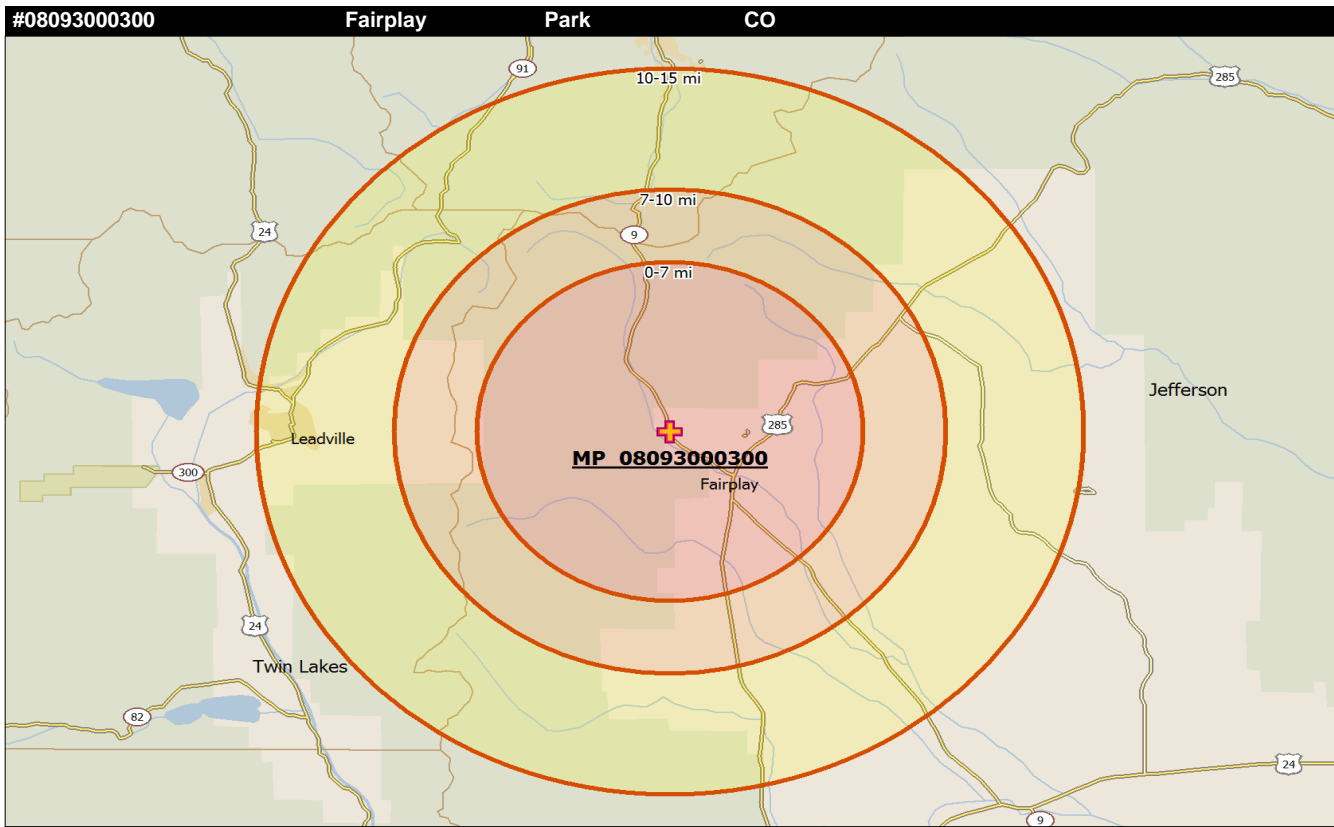 #08093000300 Fairplay Park CO
91
10-15 mi
285
7-10 mi
24
9
0-7 mi
Jefferson
285
Leadville
MP 08093000300
300
Fairplay
24
Twin Lakes
82
24
9